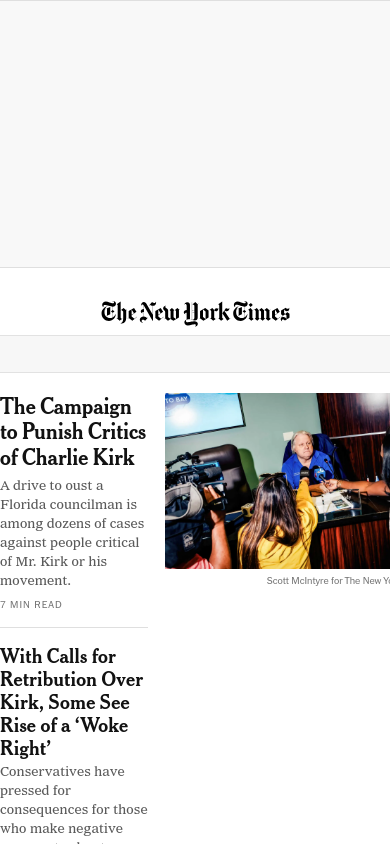 The New York Times
The Campaign
to Punish Critics
of Charlie Kirk
A drive to oust a
Florida councilman is
among dozens of cases
against people critical
of Mr. Kirk or his
movement.
7 MIN READ
TO BAY
Scott McIntyre for The New Yo
With Calls for
Retribution Over
Kirk, Some See
Rise of a ‘Woke
Right’
Conservatives have
pressed for
consequences for those
who make negative